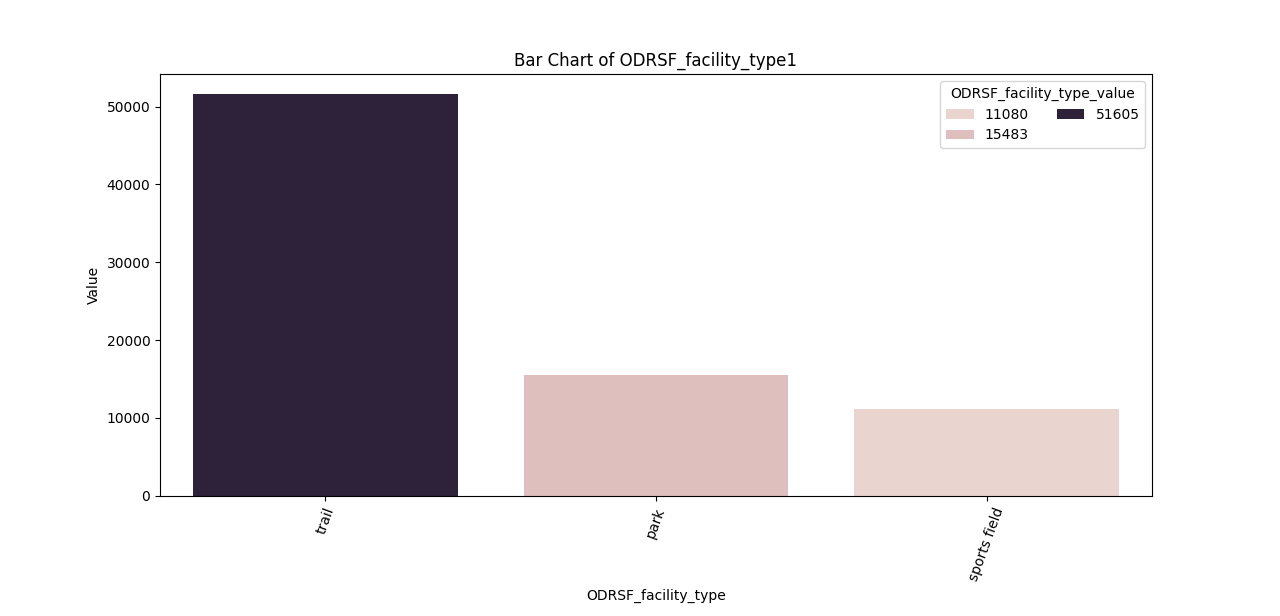 Bar Chart of ODRSF_facility_type1
ODRSF_facility_type_value
11080
15483
51605
Value
50000
40000
30000
20000
10000
0
trail
park
sports field
ODRSF_facility_type